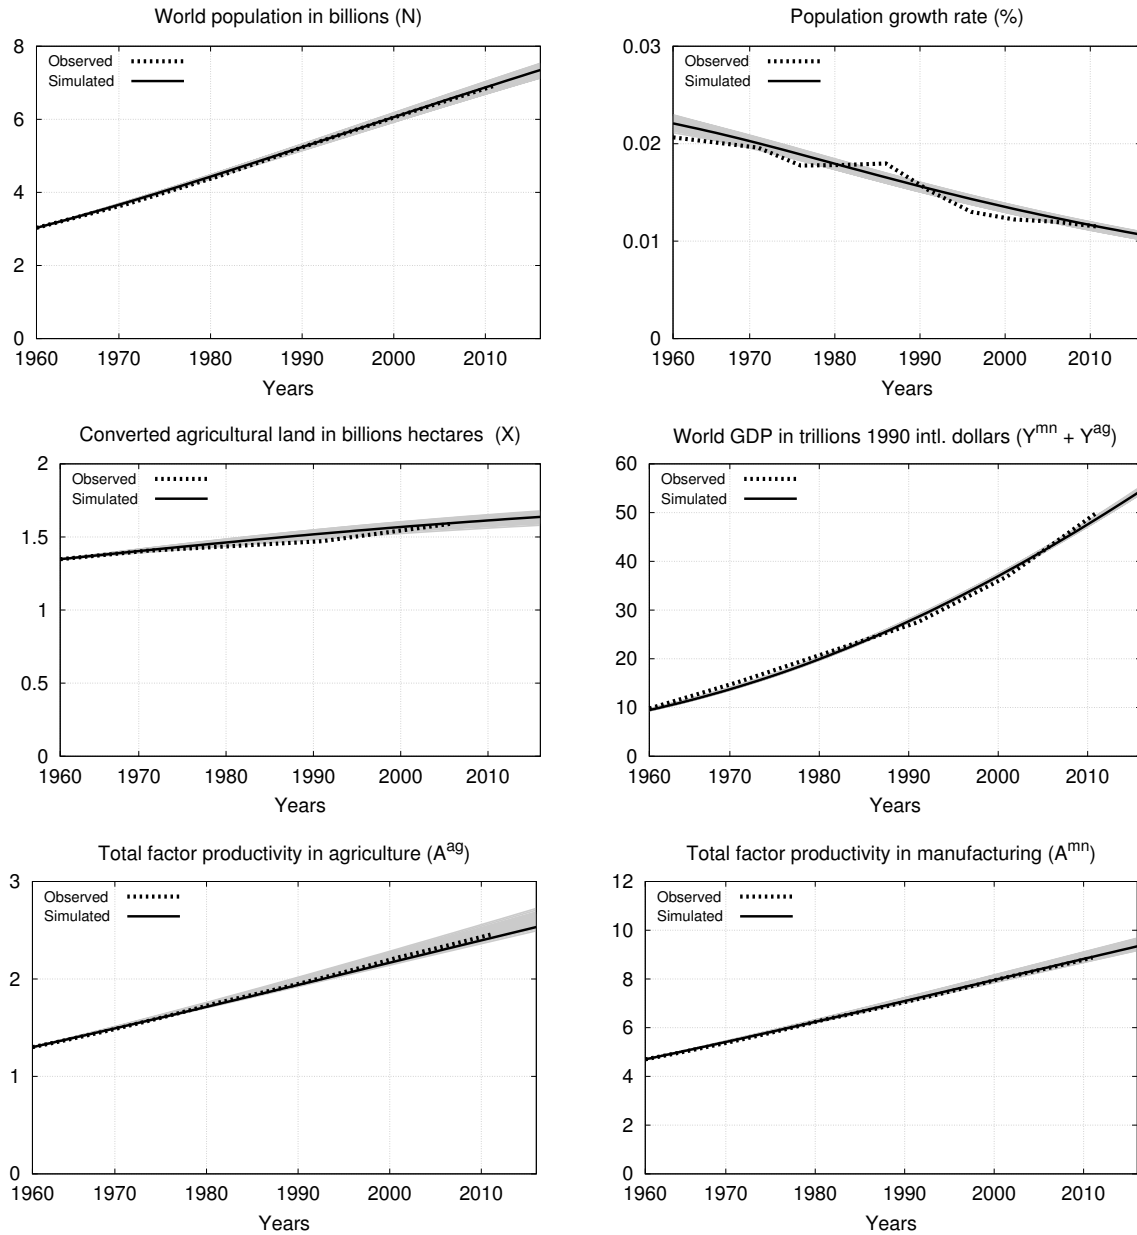 World population in billions (N)
8
6
4
2
0
Observed
Simulated
1960 1970 1980 1990 2000 2010
Years
Population growth rate (%)
0.03
0.02
0.01
0
Observed
Simulated
1960 1970 1980 1990 2000 2010
Years
Converted agricultural land in billions hectares (X)
2
1.5
1
0.5
0
Observed
Simulated
1960 1970 1980 1990 2000 2010
Years
World GDP in trillions 1990 intl. dollars (Y^mn + Y^ag)
60
50
40
30
20
10
0
Observed
Simulated
1960 1970 1980 1990 2000 2010
Years
Total factor productivity in agriculture (A^ag)
3
2
1
0
Observed
Simulated
1960 1970 1980 1990 2000 2010
Years
Total factor productivity in manufacturing (A^mn)
12
10
8
6
4
2
0
Observed
Simulated
1960 1970 1980 1990 2000 2010
Years